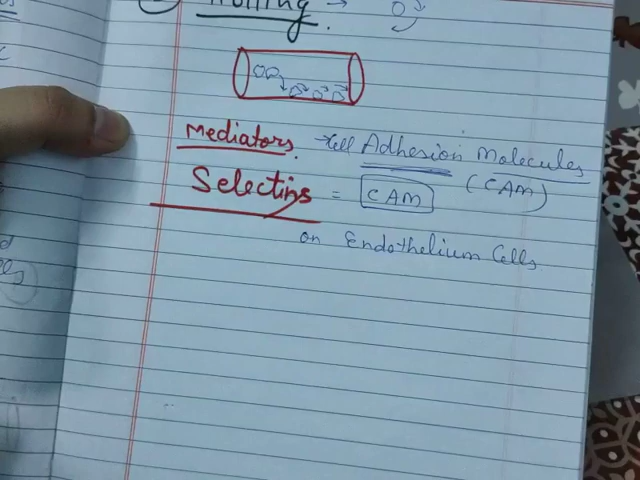 Rolling →
Mediators. → Cell Adhesion Molecules
(CAM)
Selectins = CAM
on Endothelium Cells